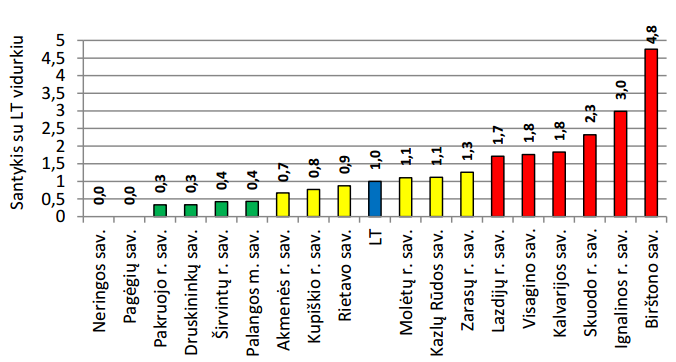 Santykis su LT vidurkiu
5
4,5
4
3,5
3
2,5
2
1,5
1
0,5
0
0,0
0,0
0,3
0,3
0,4
0,4
0,7
0,8
0,9
1,0
1,1
1,1
1,3
1,7
1,8
1,8
2,3
3,0
4,8
Neringos sav.
Pagėgių sav.
Pakruojo r. sav.
Druskininkų sav.
Širvintų r. sav.
Palangos m. sav.
Akmenės r. sav.
Kupiškio r. sav.
Rietavo sav.
LT
Molėtų r. sav.
Kazlų Rūdos sav.
Zarasų r. sav.
Lazdijų r. sav.
Visagino sav.
Kalvarijos sav.
Skuodo r. sav.
Ignalinos r. sav.
Birštono sav.